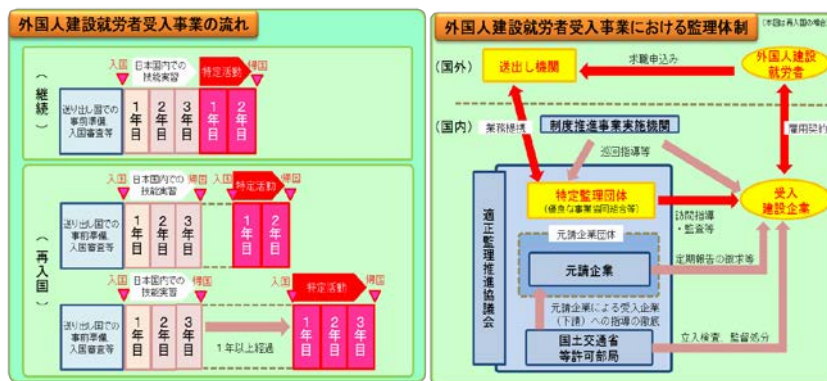 外国人建設就労者受入事業の流れ
（継続）
入国
日本国内での
技能実習
特定活動
帰国
送り出し国での
事前準備、
入国審査等
1年目
2年目
3年目
1年目
2年目
（再入国）
入国
日本国内での
技能実習
帰国
入国
特定活動
帰国
送り出し国での
事前準備、
入国審査等
1年目
2年目
3年目
1年目
2年目
入国
日本国内での
技能実習
帰国
入国
特定活動
帰国
送り出し国での
事前準備、
入国審査等
1年目
2年目
3年目
1年以上経過
1年目
2年目
3年目
外国人建設就労者受入事業における監理体制
（本図は再入国の場合）
（国外）
送出し機関
求職申込み
外国人建設
就労者
（国内）
業務提携
制度推進事業実施機関
雇用契約
巡回指導等
特定監理団体
（優良な事業協同組合等）
受入
建設企業
訪問指導
・監査等
適正監理推進協議会
元請企業団体
元請企業
定期報告の徴求等
元請企業による受入企業
（下請）への指導の徹底
国土交通省
等許可部局
立入検査、監督処分